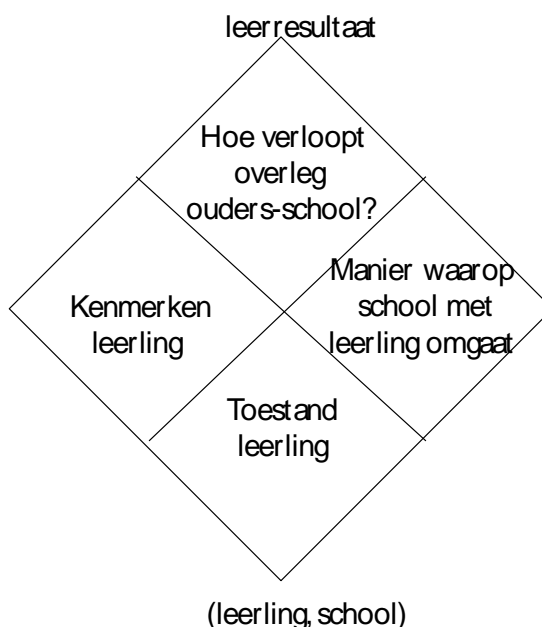 leerresultaat
Hoe verloopt
overleg
ouders-school?
Kenmerken
leerling
Manier waarop
school met
leerling omgaat
Toestand
leerling
(leerling, school)